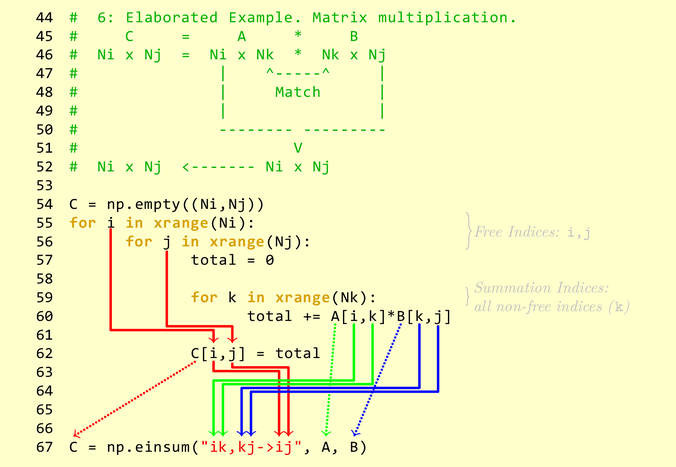 44 # 6: Elaborated Example. Matrix multiplication.
45 #     C     =     A     *     B
46 #  Ni x Nj  =  Ni x Nk  *  Nk x Nj
47 #               |    ^-----^     |
48 #               |     Match      |
49 #               |                |
50 #               -------- ---------
51 #                       V
52 #  Ni x Nj  <------- Ni x Nj
53
54 C = np.empty((Ni,Nj))
55 for i in xrange(Ni):
Free Indices: i,j
56       for j in xrange(Nj):
57              total = 0
58
Summation Indices:
59              for k in xrange(Nk):
all non-free indices (k)
60                    total += A[i,k]*B[k,j]
61
62              C[i,j] = total
63
64
65
66
67 C = np.einsum("ik,kj->ij", A, B)